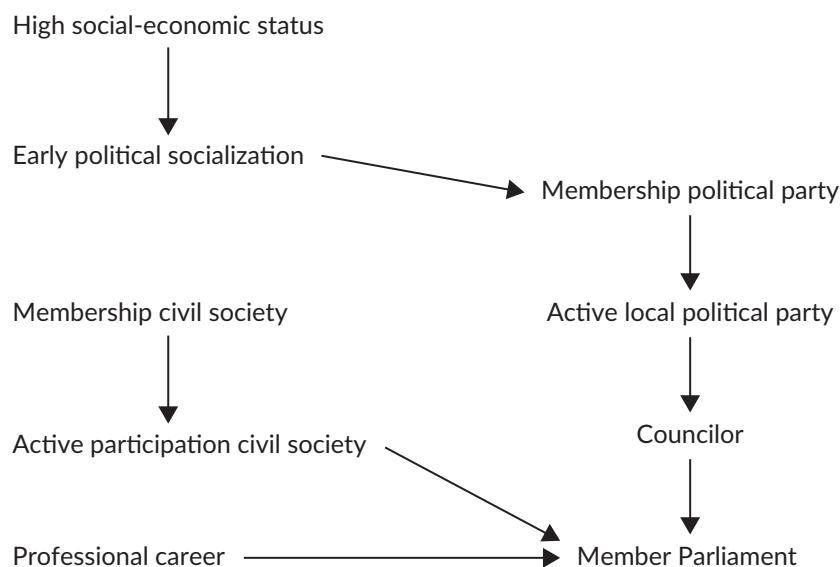 High social-economic status
Early political socialization
Membership political party
Membership civil society
Active local political party
Active participation civil society
Councilor
Professional career
Member Parliament